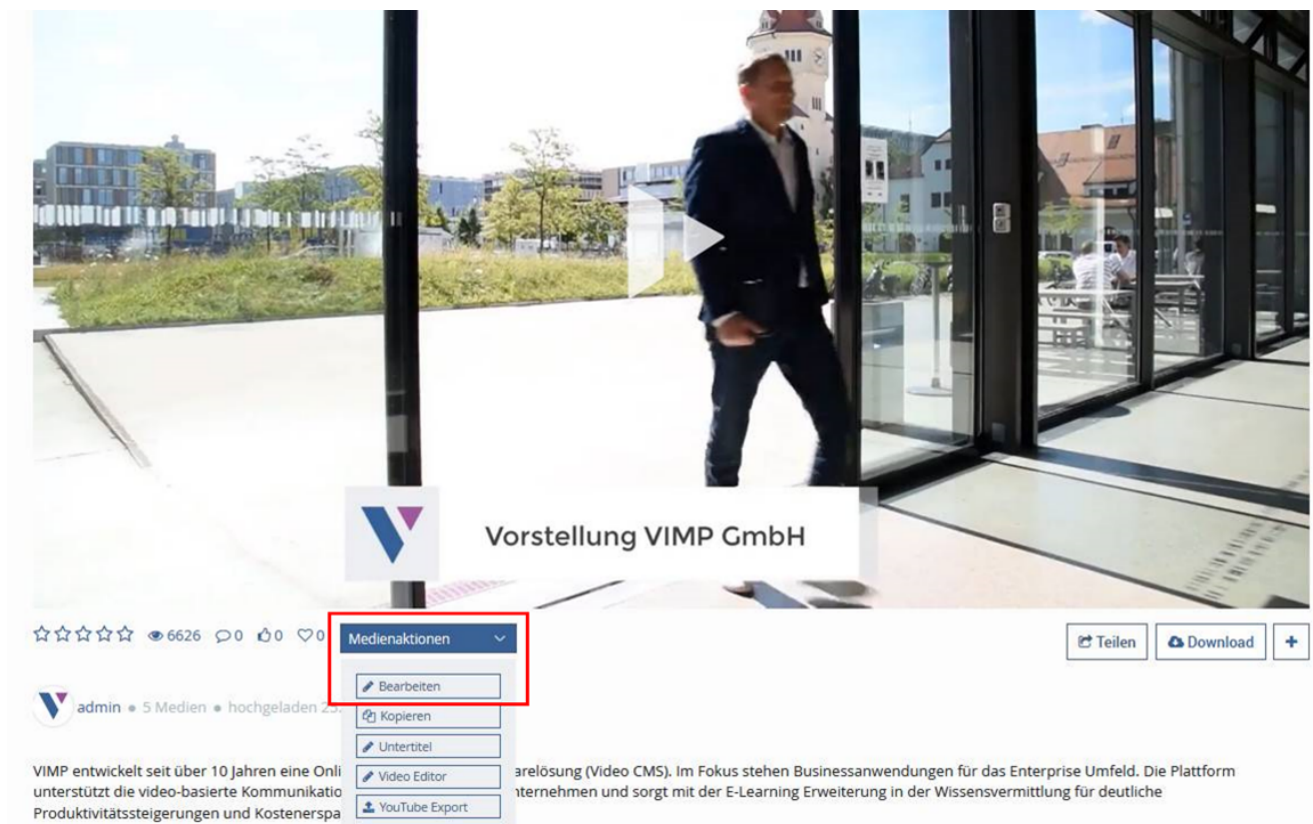 Vorstellung VIMP GmbH
6626 0 0 0 Medienaktionen Teilen Download +
Bearbeiten
admin • 5 Medien • hochgeladen 23
Kopieren
Untertitel
Video Editor
YouTube Export
VIMP entwickelt seit über 10 Jahren eine Onli arelösung (Video CMS). Im Fokus stehen Businessanwendungen für das Enterprise Umfeld. Die Plattform
unterstützt die video-basierte Kommunikatio nternehmen und sorgt mit der E-Learning Erweiterung in der Wissensvermittlung für deutliche
Produktivitätssteigerungen und Kostenerspa